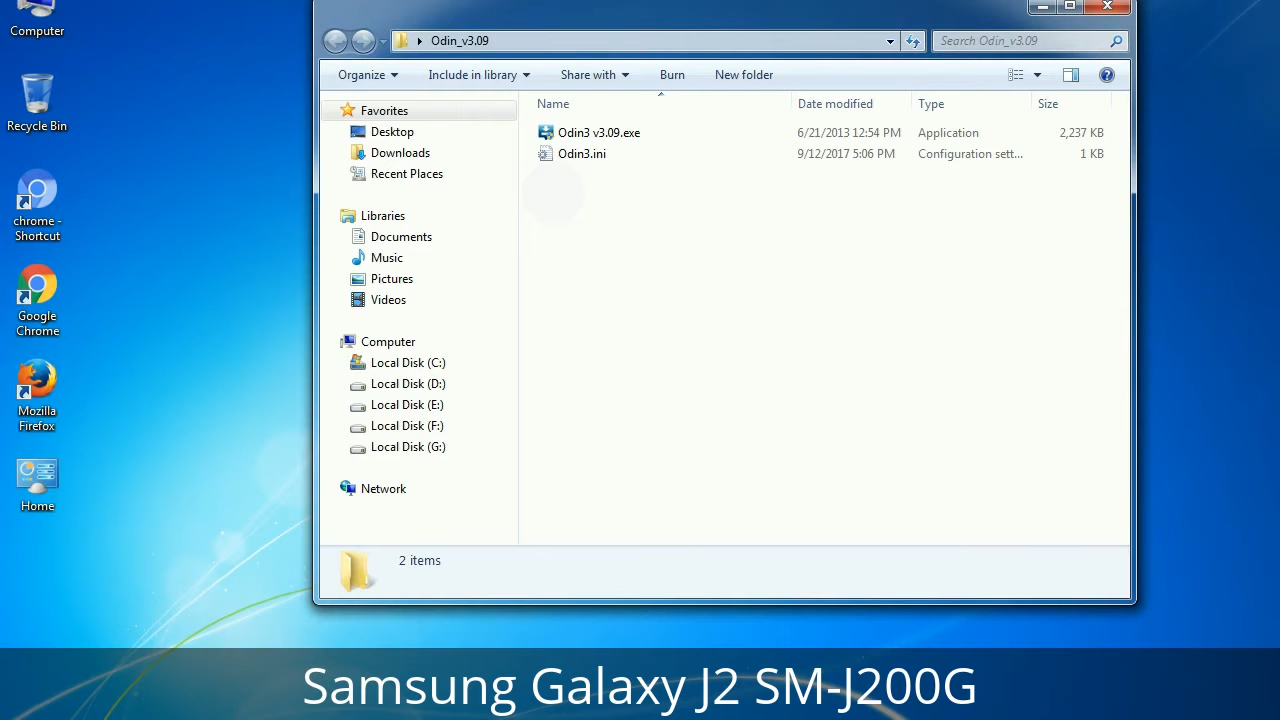 Computer
Recycle Bin
chrome -
Shortcut
Google
Chrome
Mozilla
Firefox
Home
Odin_v3.09
Search Odin_v3.09
Organize
Include in library
Share with
Burn
New folder
Favorites
Desktop
Downloads
Recent Places
Libraries
Documents
Music
Pictures
Videos
Computer
Local Disk (C:)
Local Disk (D:)
Local Disk (E:)
Local Disk (F:)
Local Disk (G:)
Network
Name Date modified Type Size
Odin3 v3.09.exe 6/21/2013 12:54 PM Application 2,237 KB
Odin3.ini 9/12/2017 5:06 PM Configuration sett... 1 KB
2 items
Samsung Galaxy J2 SM-J200G